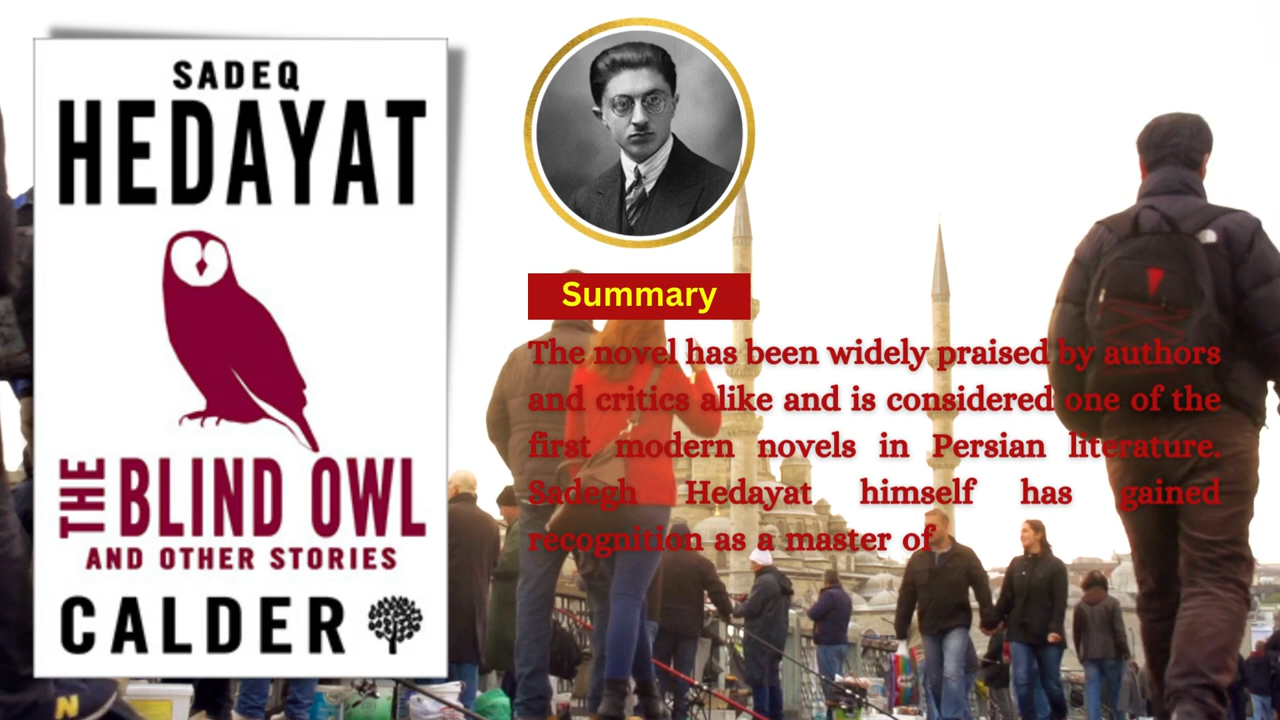 SADEQ
HEDAYAT
THE BLIND OWL
AND OTHER STORIES
CALDER
Summary
The novel has been widely praised by authors
and critics alike and is considered one of the
first modern novels in Persian literature.
Sadegh Hedayat himself has gained
recognition as a master of
N